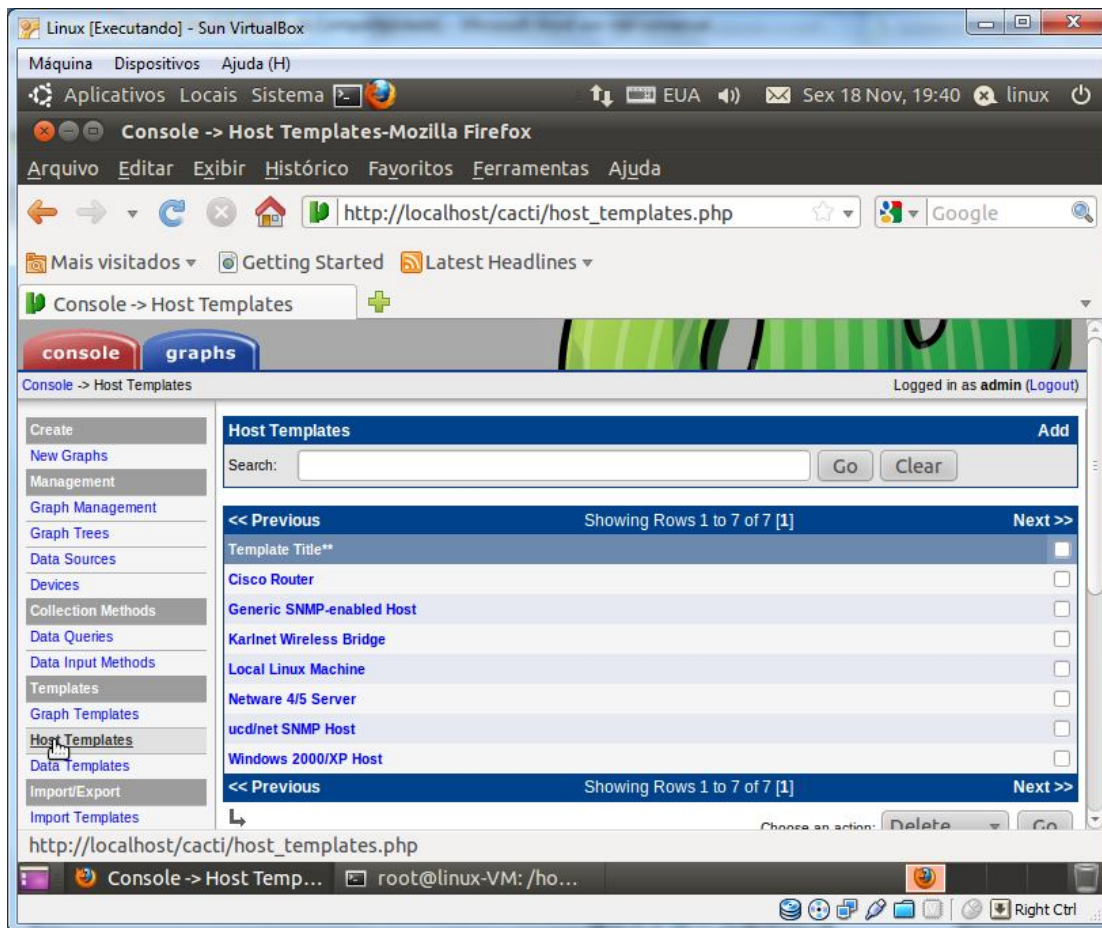 Linux [Executando] - Sun VirtualBox
Máquina Dispositivos Ajuda (H)
Aplicativos Locais Sistema EUA Sex 18 Nov, 19:40 linux
Console -> Host Templates-Mozilla Firefox
Arquivo Editar Exibir Histórico Favoritos Ferramentas Ajuda
http://localhost/cacti/host_templates.php Google
Mais visitados Getting Started Latest Headlines
Console -> Host Templates
console graphs
Console -> Host Templates Logged in as admin (Logout)
Create
New Graphs
Management
Graph Management
Graph Trees
Data Sources
Devices
Collection Methods
Data Queries
Data Input Methods
Templates
Graph Templates
Host Templates
Data Templates
Import/Export
Import Templates
Host Templates Add
Search: Go Clear
<< Previous Showing Rows 1 to 7 of 7 [1] Next >>
Template Title**
Cisco Router
Generic SNMP-enabled Host
Karlnet Wireless Bridge
Local Linux Machine
Netware 4/5 Server
ucd/net SNMP Host
Windows 2000/XP Host
<< Previous Showing Rows 1 to 7 of 7 [1] Next >>
Choose an action: Delete Go
http://localhost/cacti/host_templates.php
Console -> Host Temp... root@linux-VM: /ho...
Right Ctrl